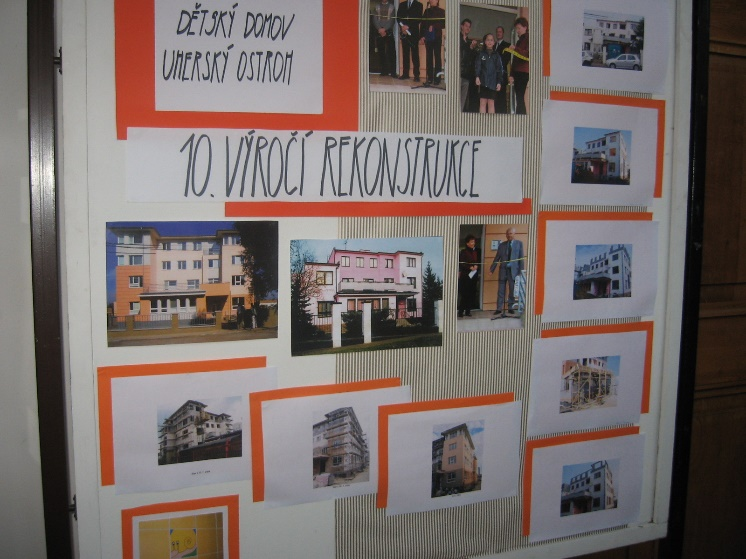 DĚTSKÝ DOMOV
UHERSKÝ OSTROH
10. VÝROČÍ REKONSTRUKCE